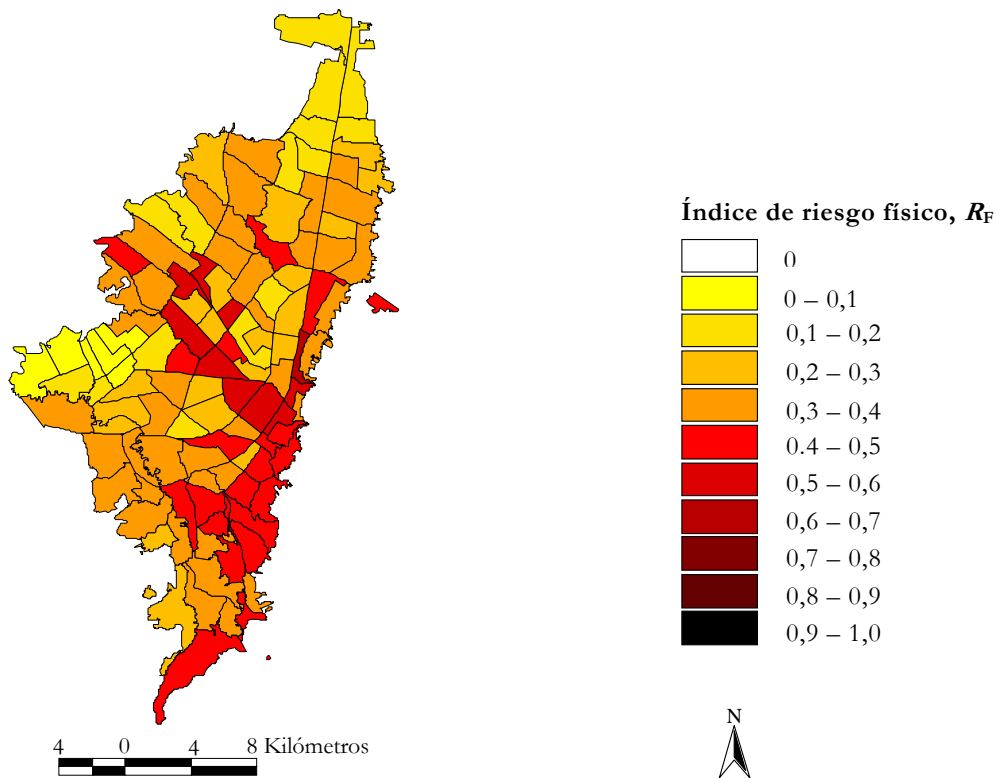 Índice de riesgo físico, RF
0
0 – 0,1
0,1 – 0,2
0,2 – 0,3
0,3 – 0,4
0.4 – 0,5
0,5 – 0,6
0,6 – 0,7
0,7 – 0,8
0,8 – 0,9
0,9 – 1,0
N
4 0 4 8 Kilómetros